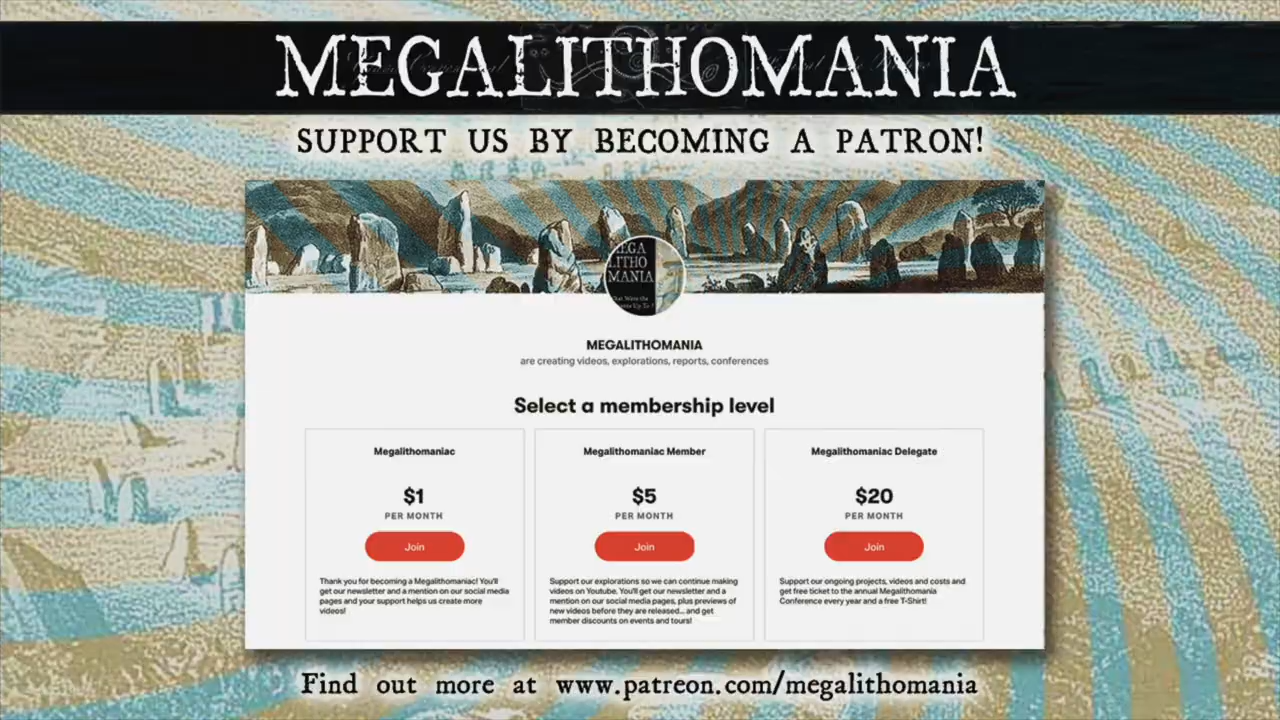 MEGALITHOMANIA
SUPPORT US BY BECOMING A PATRON!
MEGA
LITHO
MANIA
MEGALITHOMANIA
are creating videos, explorations, reports, conferences
Select a membership level
Megalithomaniac
$1
PER MONTH
Join
Thank you for becoming a Megalithomaniac! You'll
get our newsletter and a mention on our social media
pages and your support helps us create more
videos!
Megalithomaniac Member
$5
PER MONTH
Join
Support our explorations so we can continue making
videos on Youtube. You'll get our newsletter and a
mention on our social media pages, plus previews of
new videos before they are released... and get
member discounts on events and tours!
Megalithomaniac Delegate
$20
PER MONTH
Join
Support our ongoing projects, videos and costs and
get free ticket to the annual Megalithomania
Conference every year and a free T-Shirt!
Find out more at www.patreon.com/megalithomania